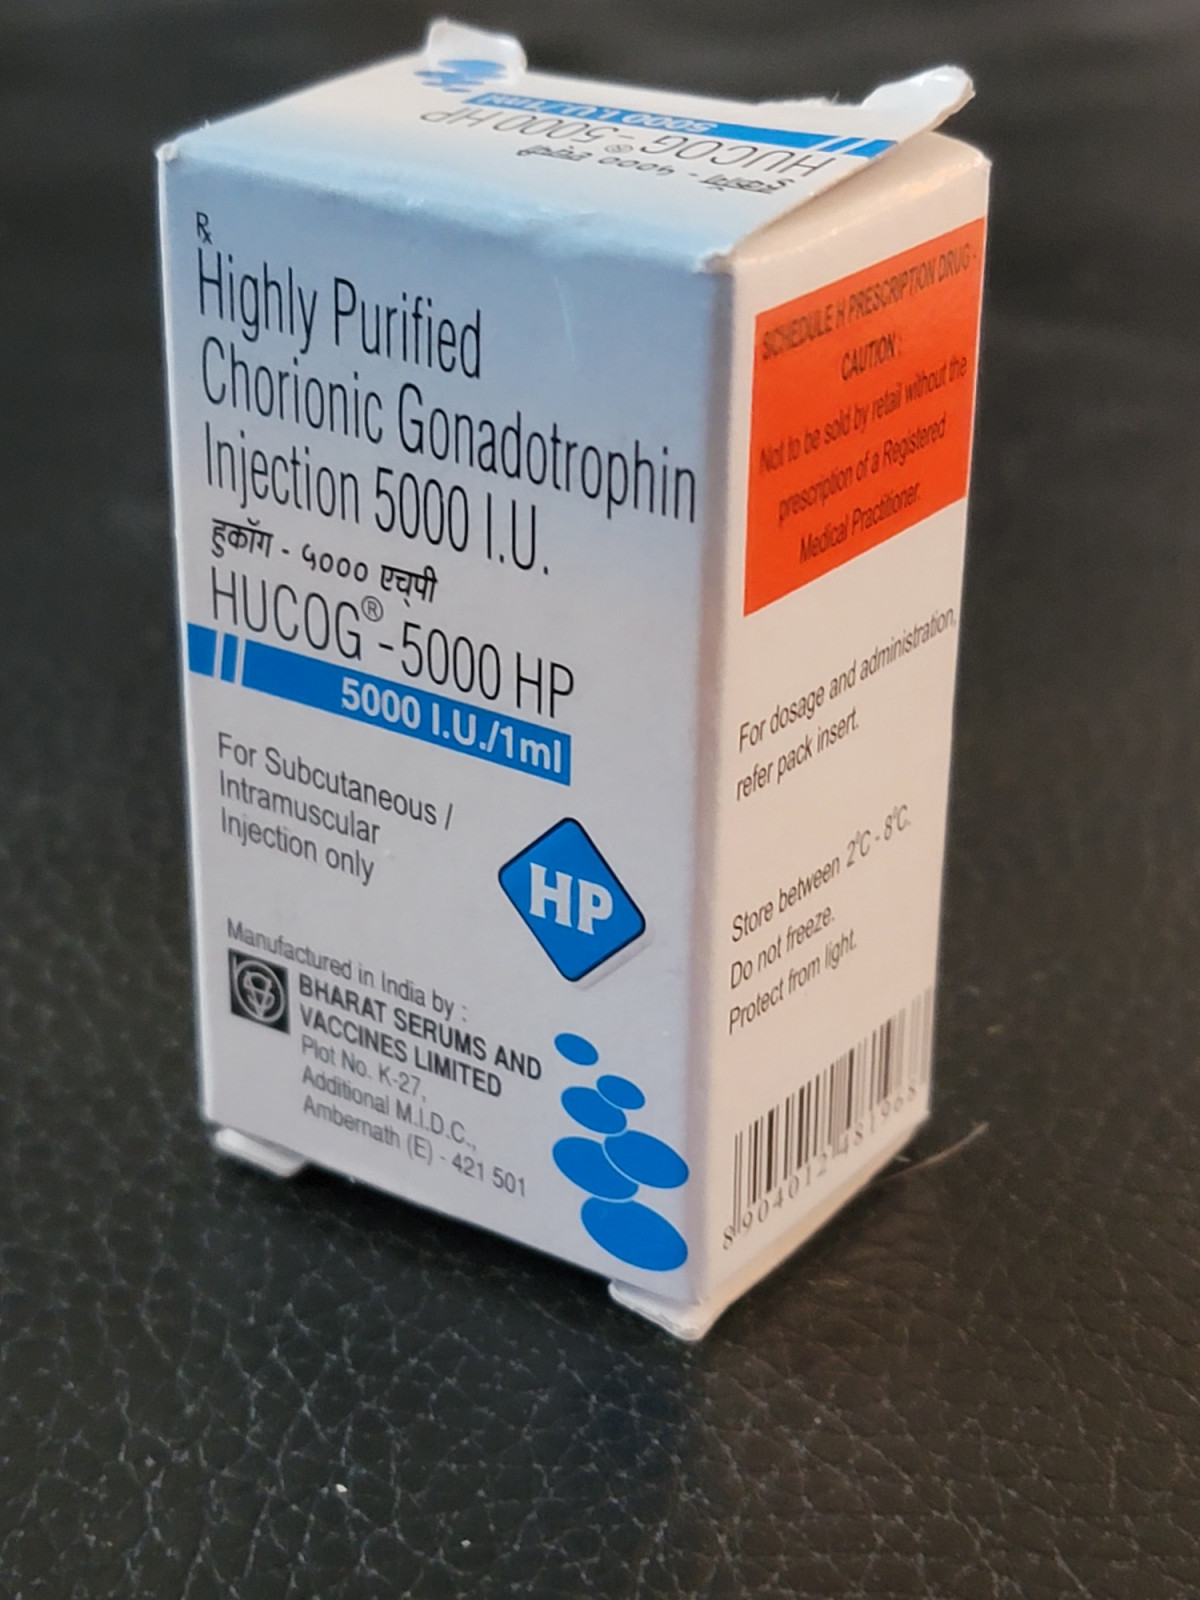 5000 I.U./1ml
HUCOG®-5000 HP
हुकॉग - ५००० एच्पी
Rx
Highly Purified
Chorionic Gonadotrophin
Injection 5000 I.U.
हुकॉग - ५००० एच्पी
HUCOG®-5000 HP
5000 I.U./1ml
For Subcutaneous /
Intramuscular
Injection only
HP
Manufactured in India by :
BHARAT SERUMS AND
VACCINES LIMITED
Plot No. K-27,
Additional M.I.D.C.,
Ambernath (E) - 421 501
SCHEDULE H PRESCRIPTION DRUG -
CAUTION :
Not to be sold by retail without the
prescription of a Registered
Medical Practitioner.
For dosage and administration,
refer pack insert.
Store between 2°C - 8°C.
Do not freeze.
Protect from light.
8 904012 481968